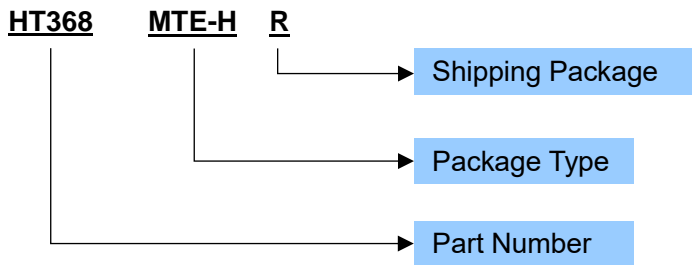 HT368 MTE-H R
Shipping Package
Package Type
Part Number